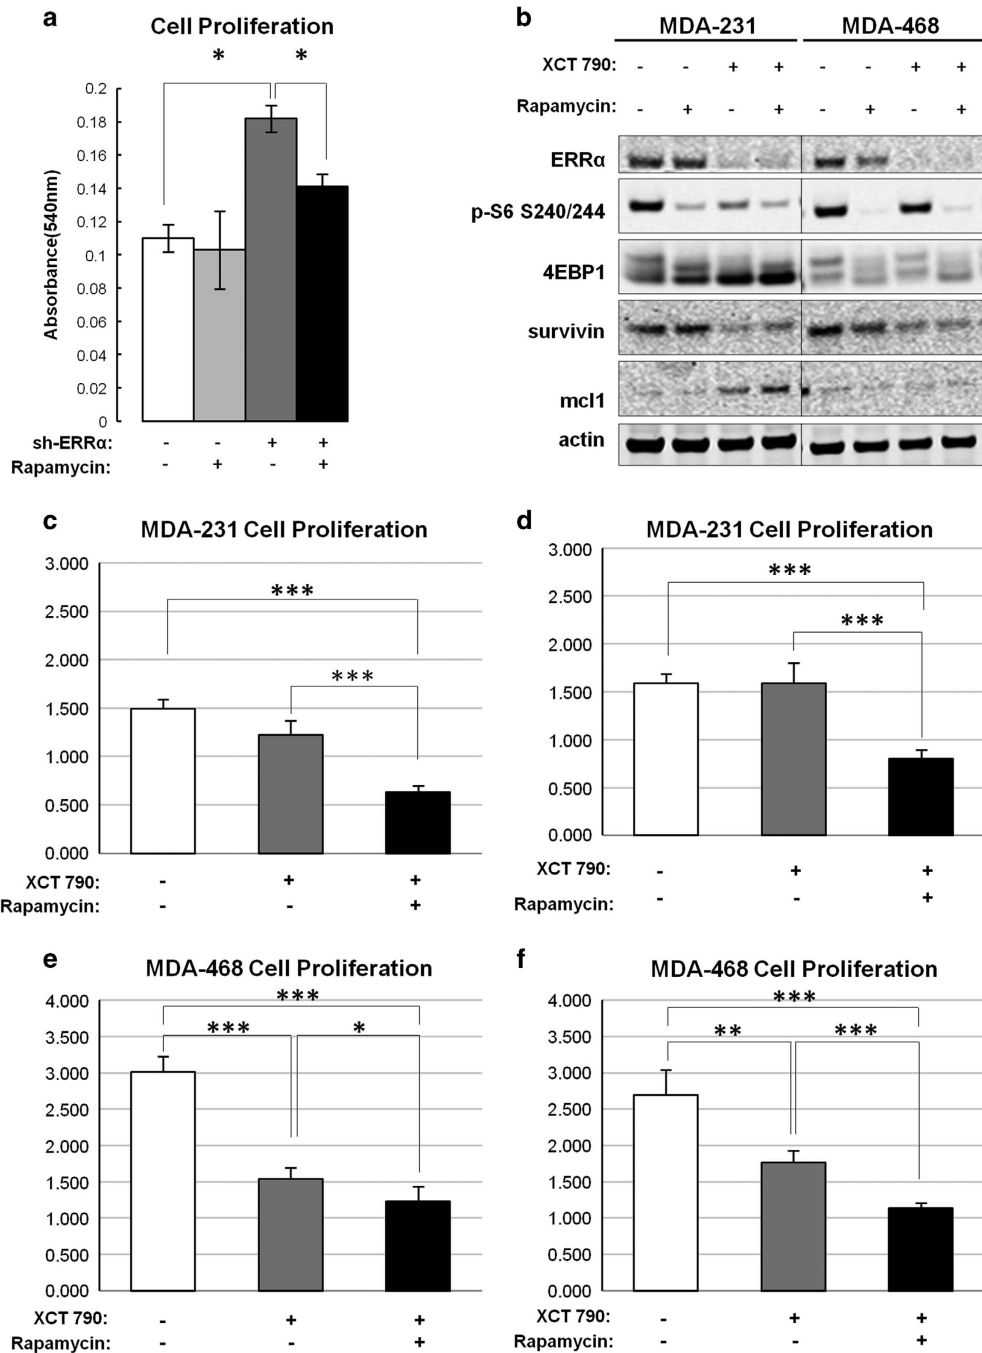 a
Cell Proliferation
* *
Absorbance(540nm)
0.2
0.18
0.16
0.14
0.12
0.1
0.08
0.06
0.04
0.02
0
sh-ERRα: - - + +
Rapamycin: - + - +
b
MDA-231 MDA-468
XCT 790: - - + + - - + +
Rapamycin: - + - + - + - +
ERRα
p-S6 S240/244
4EBP1
survivin
mcl1
actin
c
MDA-231 Cell Proliferation
3.000
2.500
2.000
1.500
1.000
0.500
0.000
***
***
XCT 790: - + +
Rapamycin: - - +
d
MDA-231 Cell Proliferation
3.000
2.500
2.000
1.500
1.000
0.500
0.000
***
***
XCT 790: - + +
Rapamycin: - - +
e
MDA-468 Cell Proliferation
4.000
3.500
3.000
2.500
2.000
1.500
1.000
0.500
0.000
***
*** *
XCT 790: - + +
Rapamycin: - - +
f
MDA-468 Cell Proliferation
4.000
3.500
3.000
2.500
2.000
1.500
1.000
0.500
0.000
***
** ***
XCT 790: - + +
Rapamycin: - - +